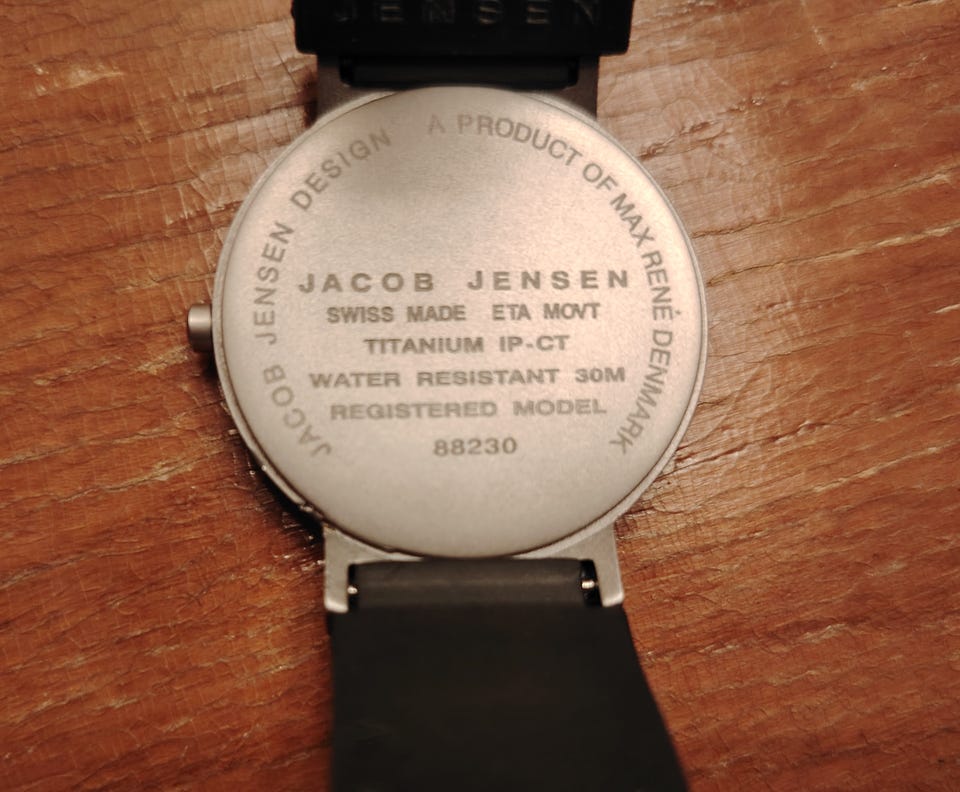 JENSEN
JACOB JENSEN DESIGN
A PRODUCT OF MAX RENÉ DENMARK
JACOB JENSEN
SWISS MADE ETA MOVT
TITANIUM IP-CT
WATER RESISTANT 30M
REGISTERED MODEL
88230